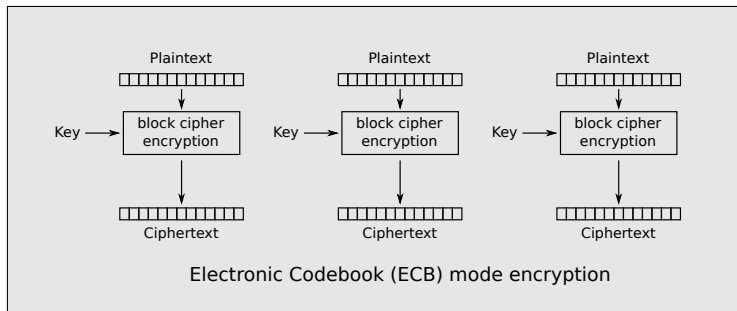 Plaintext Plaintext Plaintext
Key block cipher encryption Key block cipher encryption Key block cipher encryption
Ciphertext Ciphertext Ciphertext
Electronic Codebook (ECB) mode encryption